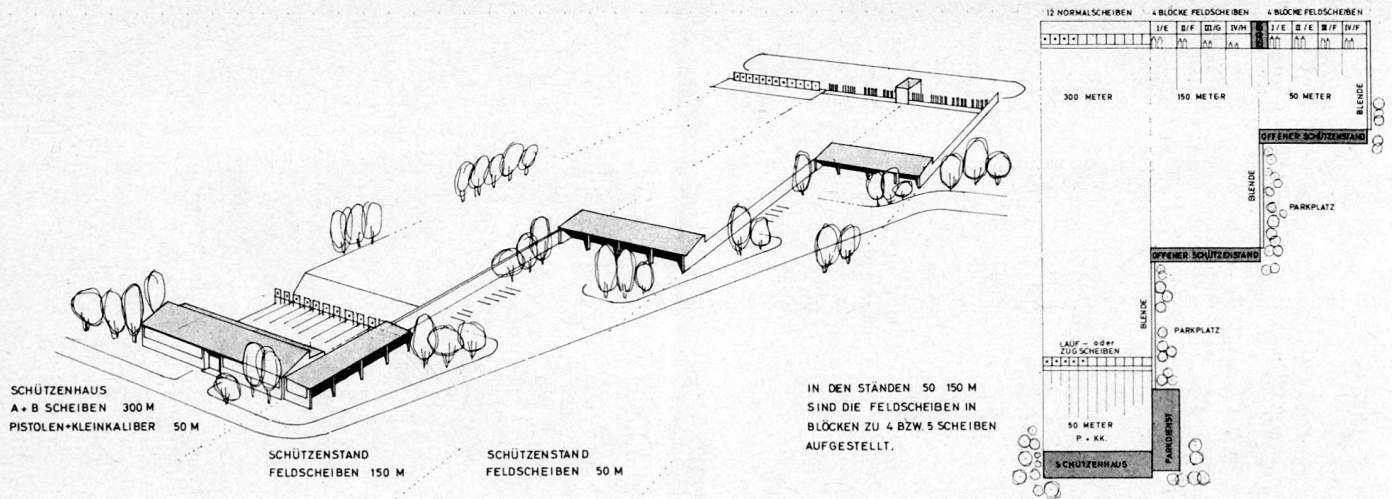 SCHÜTZENHAUS
A + B SCHEIBEN 300 M
PISTOLEN+KLEINKALIBER 50 M
SCHÜTZENSTAND
FELDSCHEIBEN 150 M
SCHÜTZENSTAND
FELDSCHEIBEN 50 M
IN DEN STÄNDEN 50 150 M
SIND DIE FELDSCHEIBEN IN
BLÖCKEN ZU 4 BZW. 5 SCHEIBEN
AUFGESTELLT.
12 NORMALSCHEIBEN 4 BLÖCKE FELDSCHEIBEN 4 BLÖCKE FELDSCHEIBEN
I/E II/F III/G IV/H I/E II/E III/F IV/F
300 METER 150 METER 50 METER
BLENDE
OFFENER SCHÜTZENSTAND
BLENDE
PARKPLATZ
OFFENER SCHÜTZENSTAND
BLENDE
PARKPLATZ
LAUF- oder
ZUGSCHEIBEN
50 METER
P. + KK.
PARKDIENST
SCHÜTZENHAUS